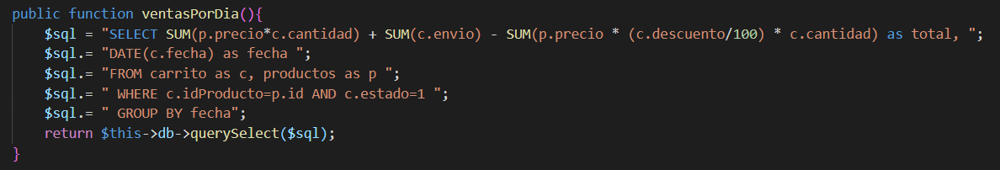 public function ventasPorDia(){
$sql = "SELECT SUM(p.precio*c.cantidad) + SUM(c.envio) - SUM(p.precio * (c.descuento/100) * c.cantidad) as total, ";
$sql.= "DATE(c.fecha) as fecha ";
$sql.= "FROM carrito as c, productos as p ";
$sql.= " WHERE c.idProducto=p.id AND c.estado=1 ";
$sql.= " GROUP BY fecha";
return $this->db->querySelect($sql);
}